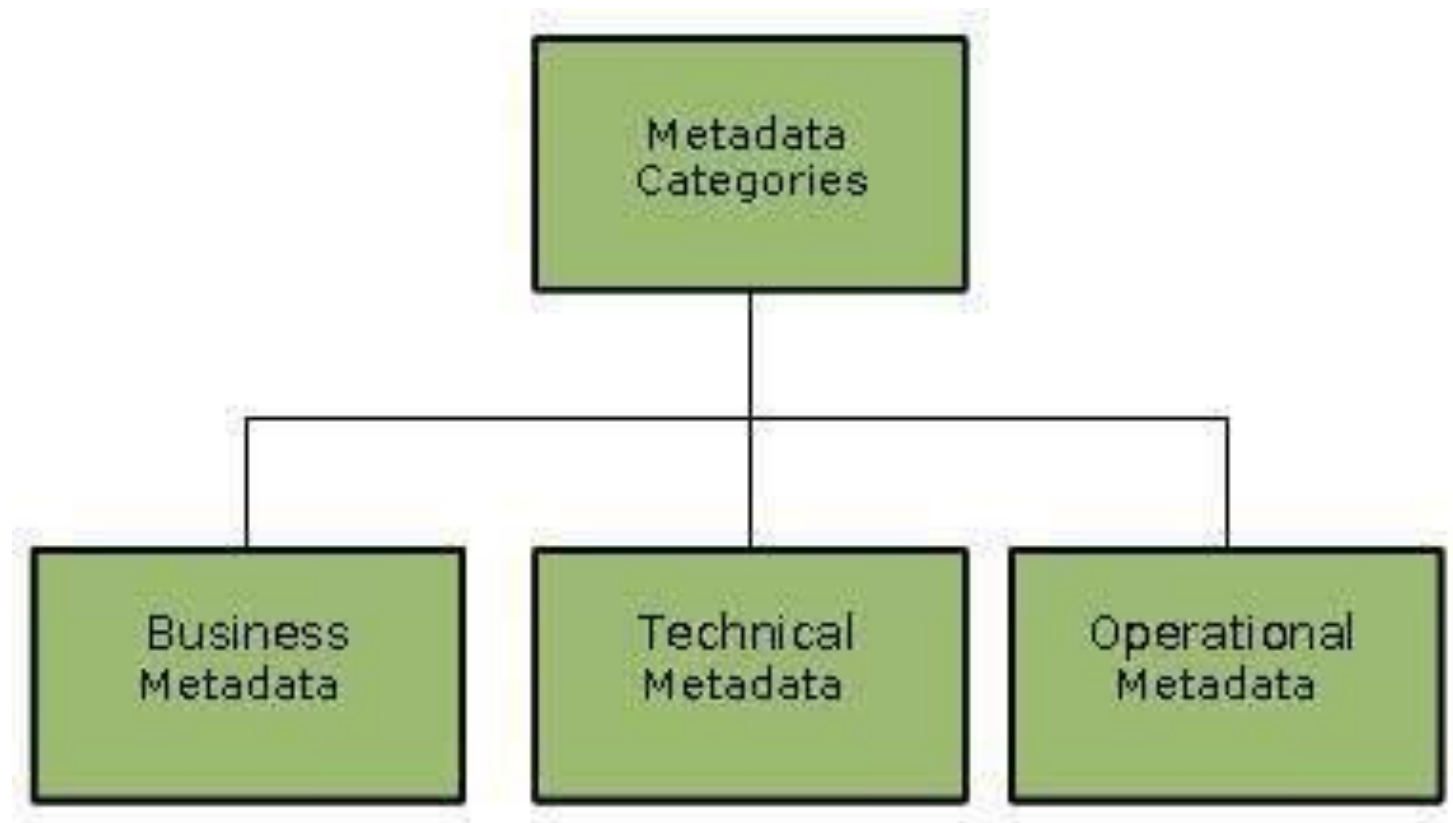 Metadata
Categories
Business
Metadata
Technical
Metadata
Operational
Metadata